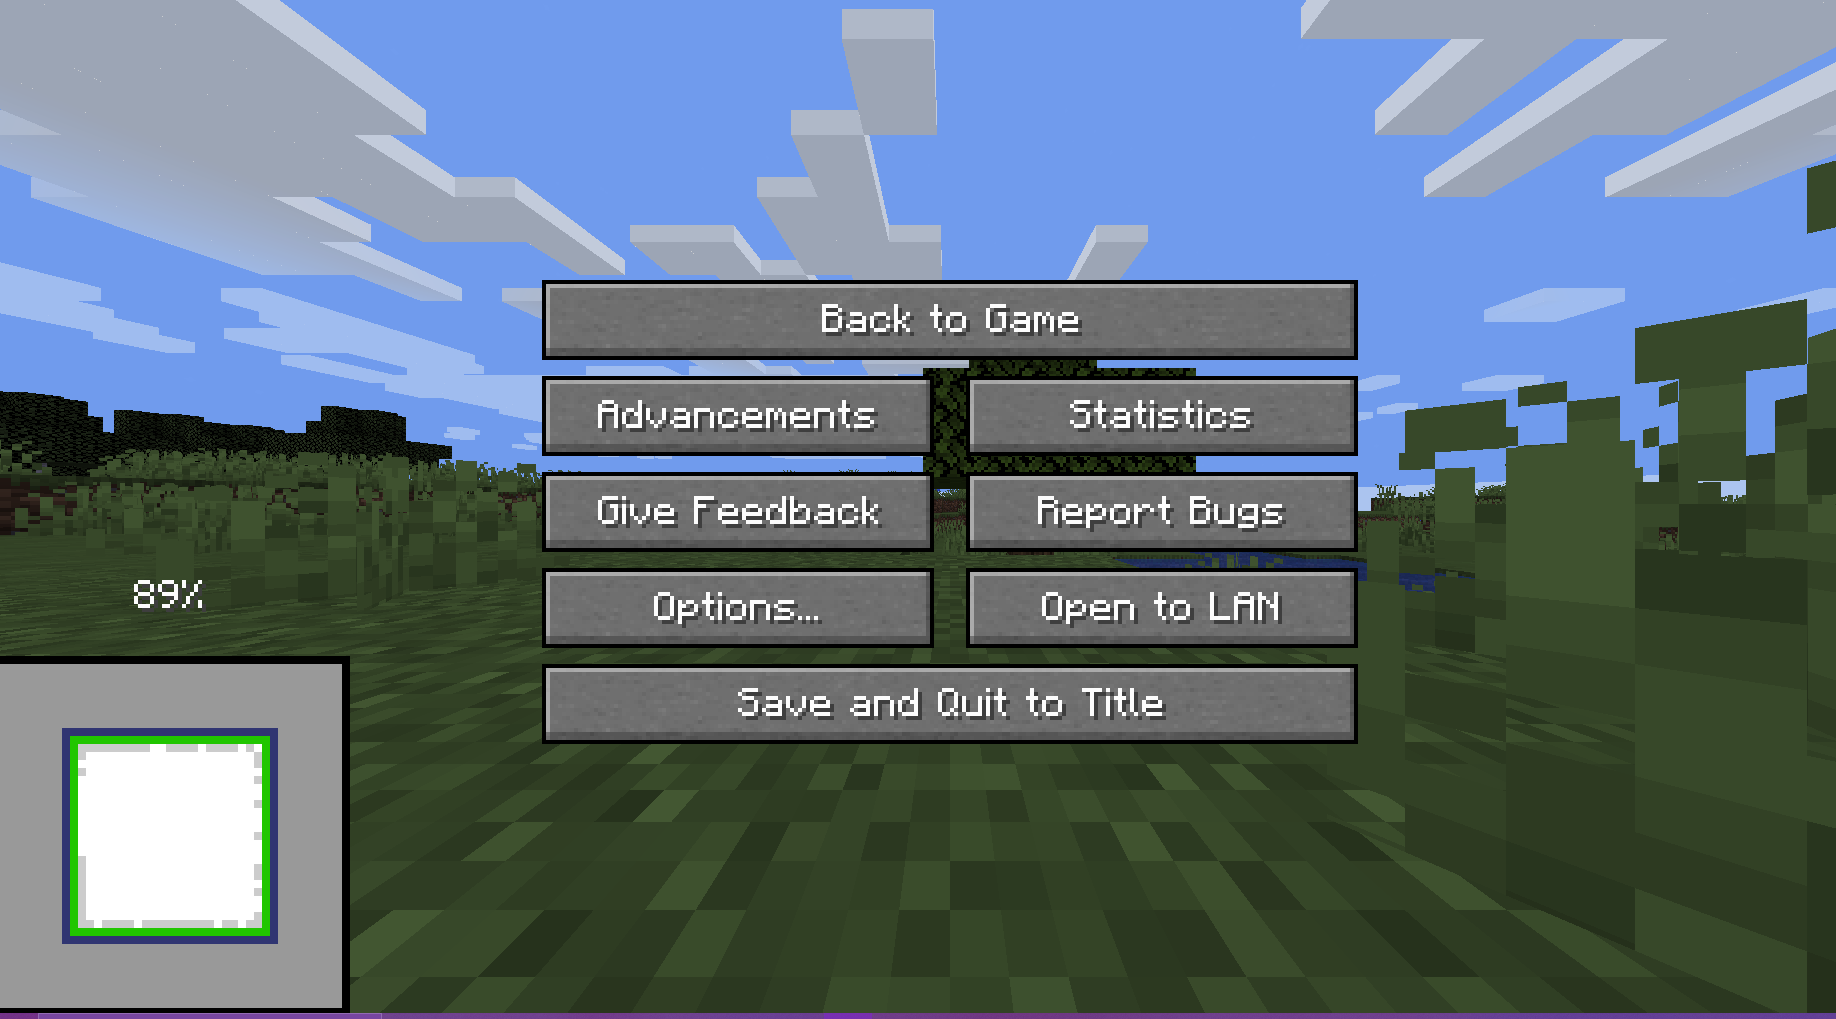 Back to Game
Advancements
Statistics
Give Feedback
Report Bugs
Options...
Open to LAN
Save and Quit to Title
89%